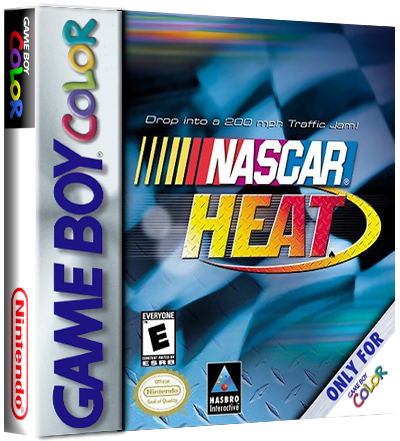 GAME BOY
COLOR
Nintendo
GAME BOY COLOR
Drop into a 200 mph Traffic Jam!
NASCAR®
HEAT
EVERYONE
E
CONTENT RATED BY
ESRB
Official
Nintendo
Seal of Quality
HASBRO
Interactive
ONLY FOR
GAME BOY
COLOR